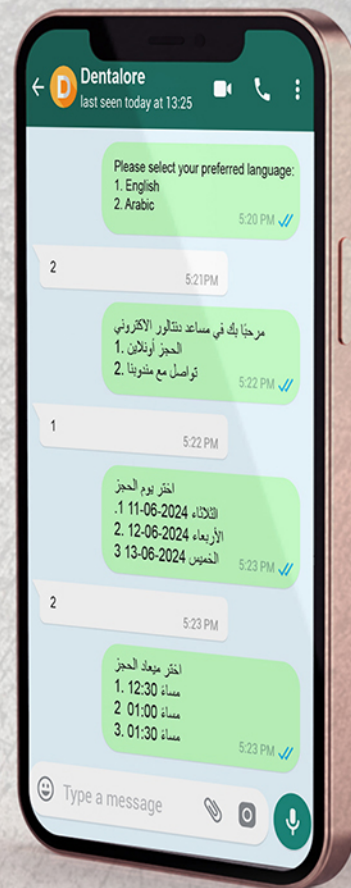 D
Dentalore
last seen today at 13:25
Please select your preferred language:
1. English
2. Arabic
5:20 PM
2
5:21PM
مرحبًا بك في مساعد دنتالور الاكتروني
1. الحجز أونلاين
2. تواصل مع مندوبنا
5:22 PM
1
5:22 PM
اختر يوم الحجز
.1 11-06-2024 الثلاثاء
.2 12-06-2024 الأربعاء
3 13-06-2024 الخميس
5:23 PM
2
5:23 PM
اختر ميعاد الحجز
1. 12:30 مساءً
2 01:00 مساءً
3. 01:30 مساءً
5:23 PM
Type a message